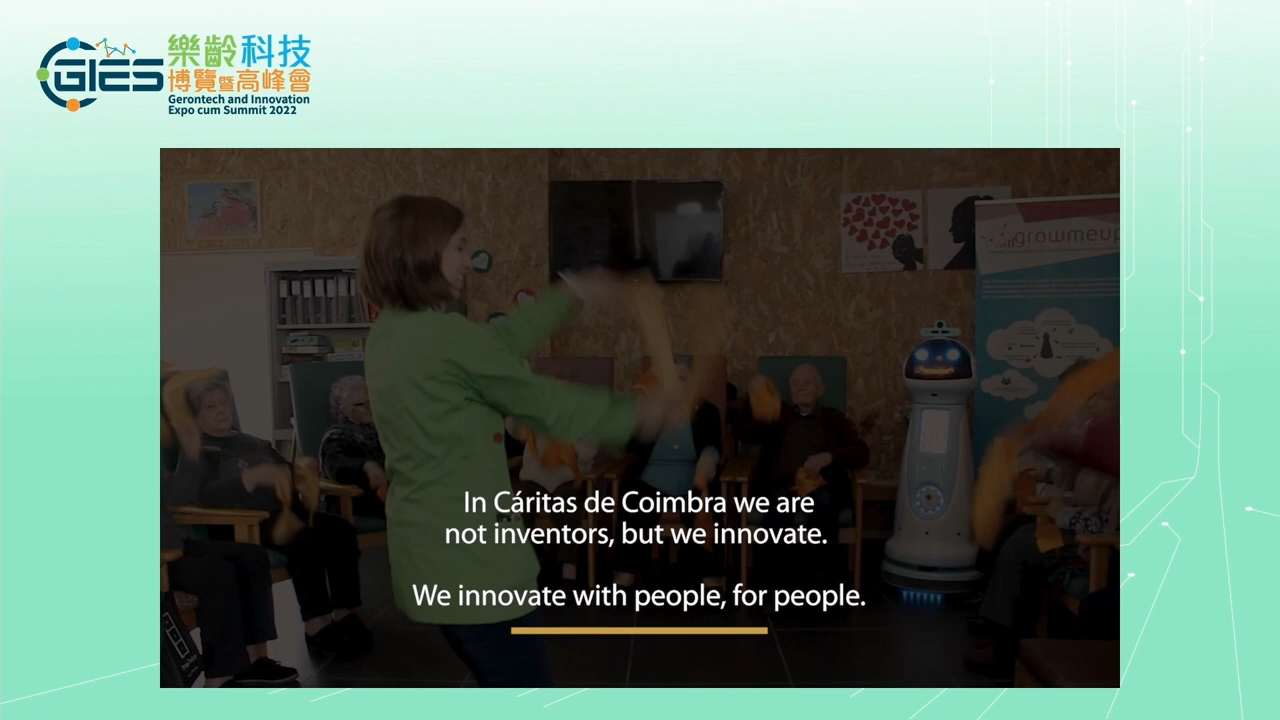 GIES
樂齡科技
博覽暨高峰會
Gerontech and Innovation
Expo cum Summit 2022
growmeup
In Cáritas de Coimbra we are
not inventors, but we innovate.
We innovate with people, for people.